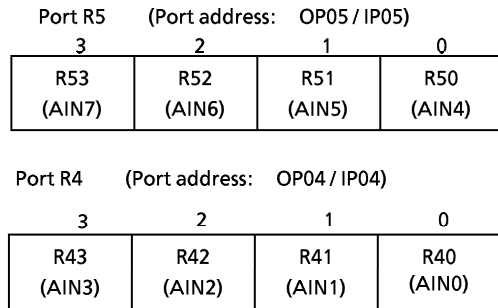 Port R5 (Port address: OP05 / IP05)
3 2 1 0
R53 R52 R51 R50
(AIN7) (AIN6) (AIN5) (AIN4)
Port R4 (Port address: OP04 / IP04)
3 2 1 0
R43 R42 R41 R40
(AIN3) (AIN2) (AIN1) (AIN0)